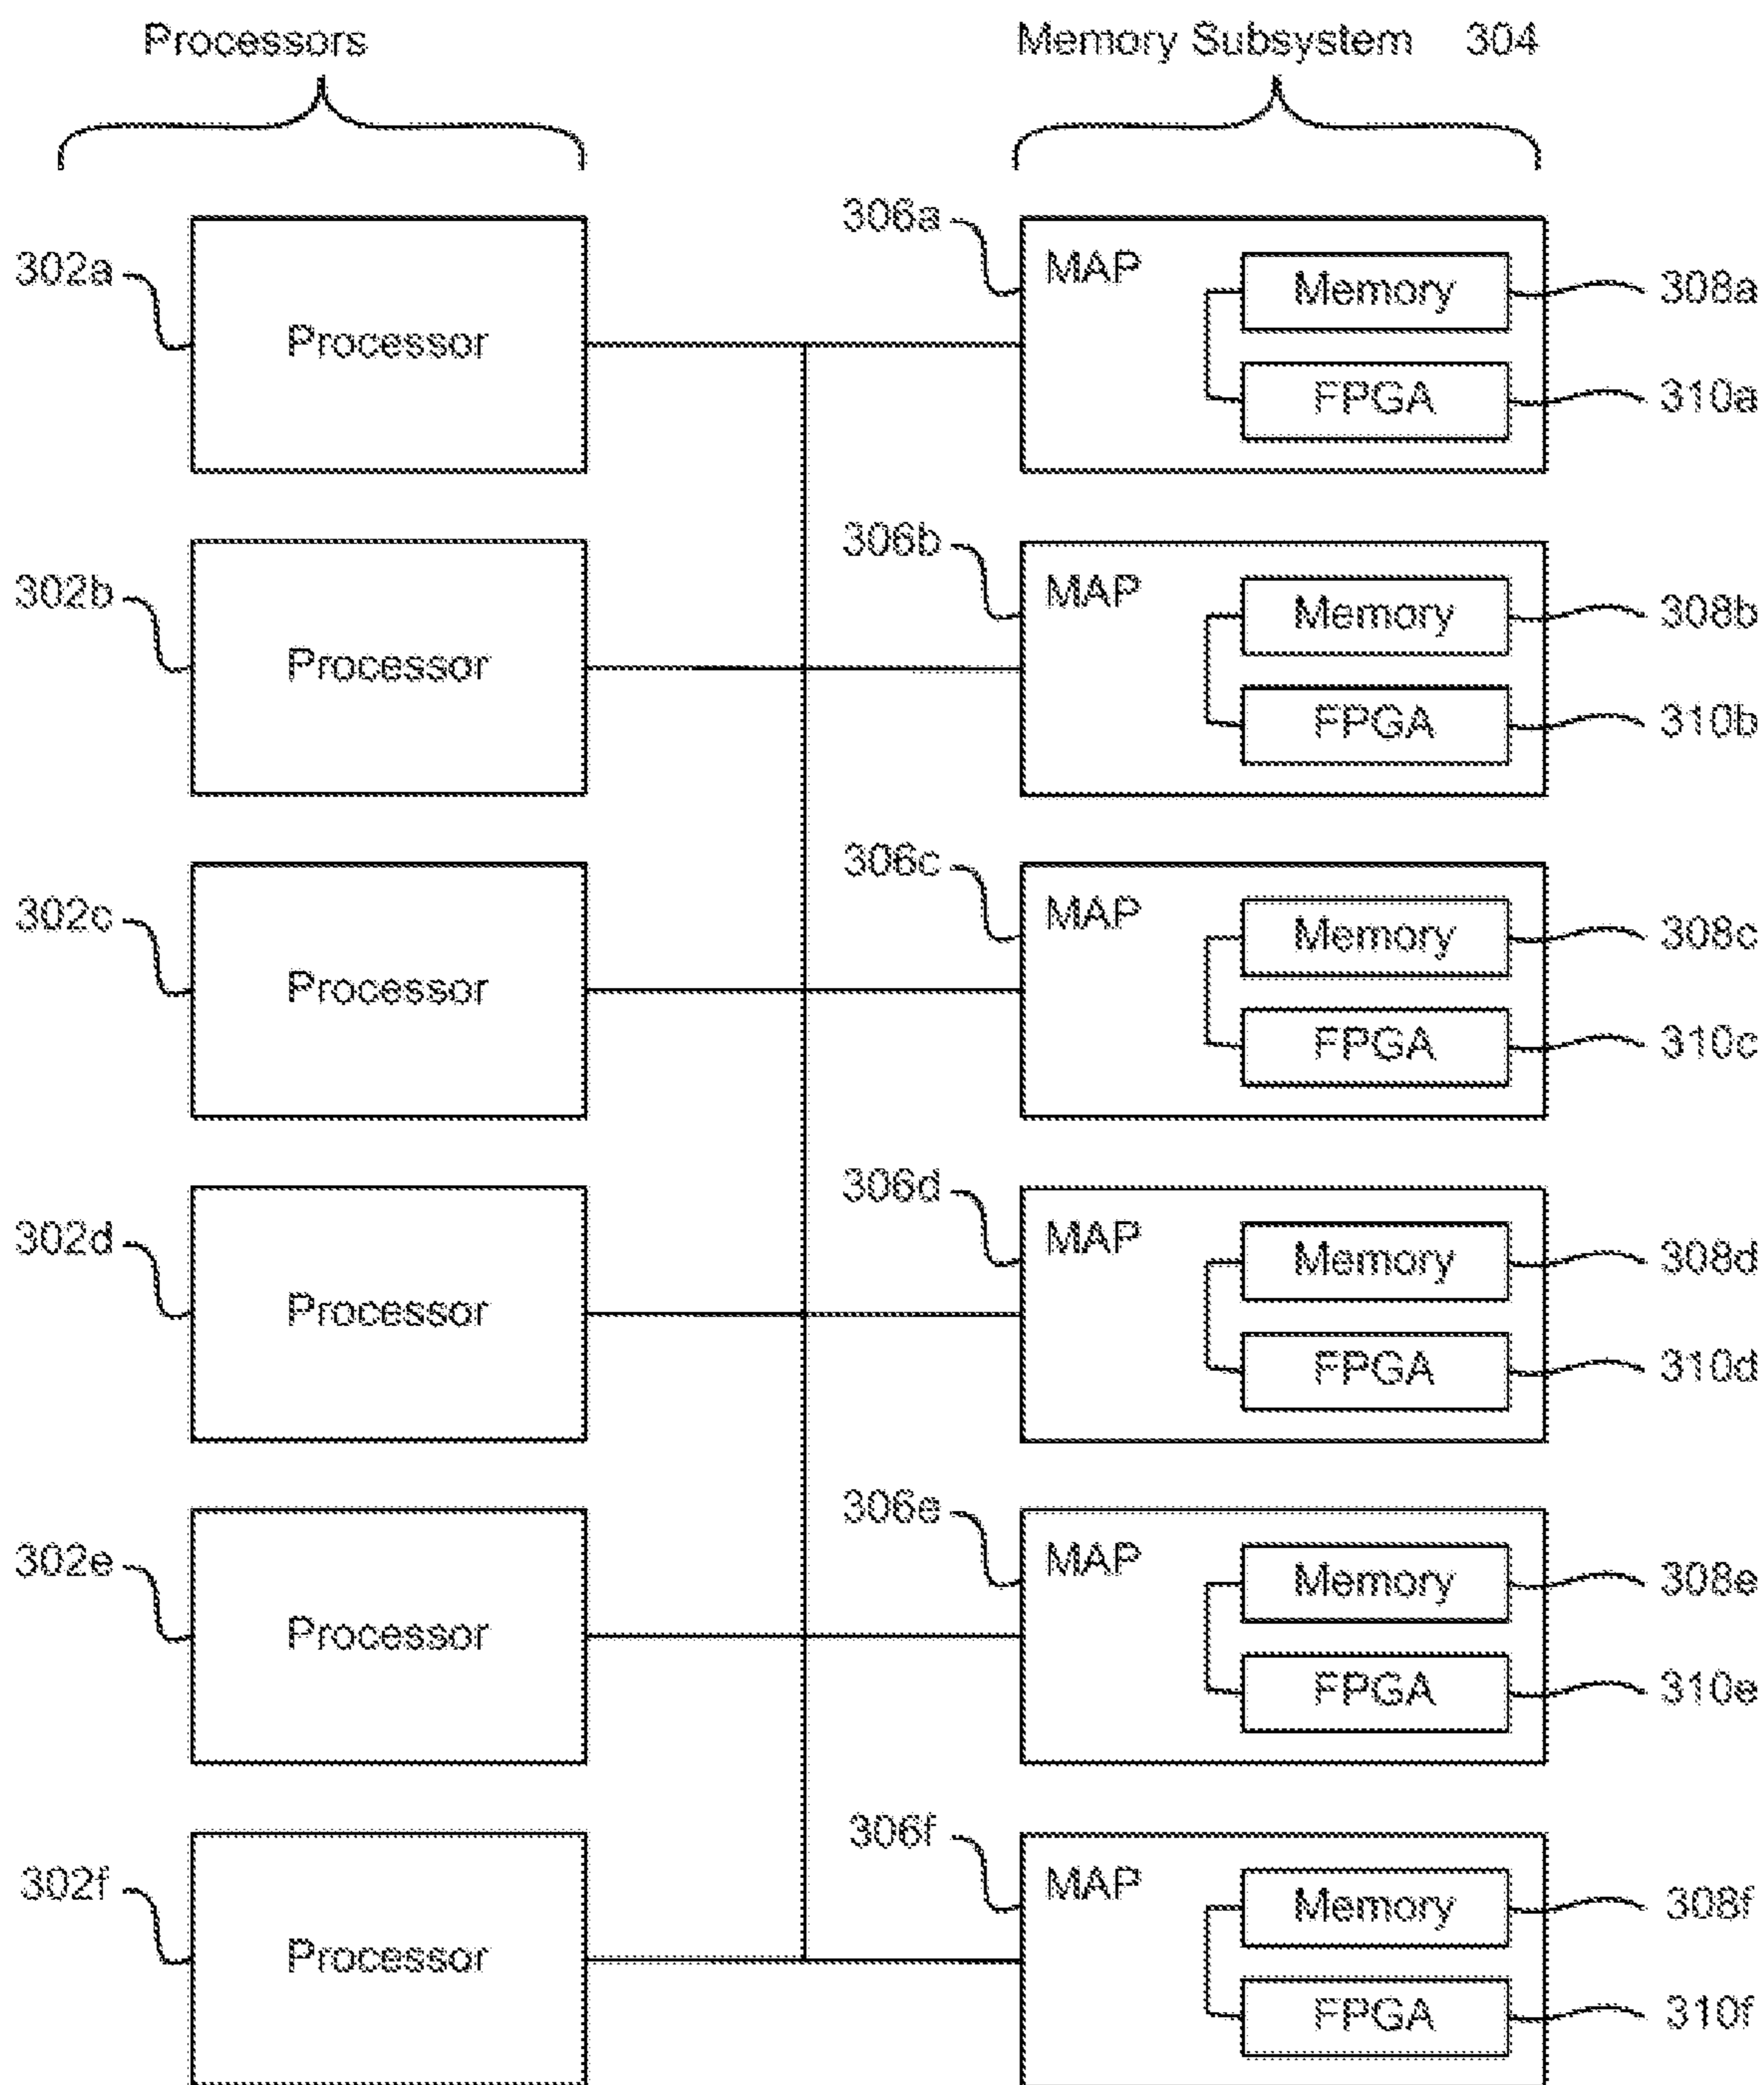 Processors
Memory Subsystem 304
306a
302a
MAP
Memory
308a
Processor
FPGA
310a
306b
302b
MAP
Memory
308b
Processor
FPGA
310b
306c
302c
MAP
Memory
308c
Processor
FPGA
310c
306d
302d
MAP
Memory
308d
Processor
FPGA
310d
306e
302e
MAP
Memory
308e
Processor
FPGA
310e
306f
302f
MAP
Memory
308f
Processor
FPGA
310f